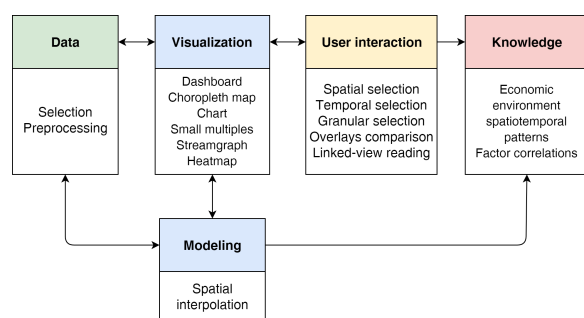 Data
Selection
Preprocessing
Visualization
Dashboard
Choropleth map
Chart
Small multiples
Streamgraph
Heatmap
User interaction
Spatial selection
Temporal selection
Granular selection
Overlays comparison
Linked-view reading
Knowledge
Economic
environment
spatiotemporal
patterns
Factor correlations
Modeling
Spatial
interpolation